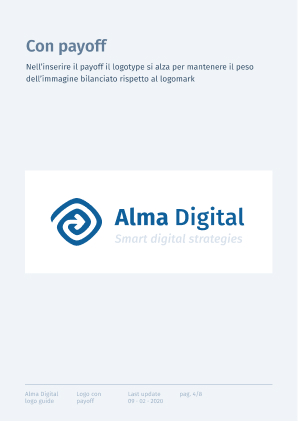 Con payoff
Nell'inserire il payoff il logotype si alza per mantenere il peso
dell'immagine bilanciato rispetto al logomark
Alma Digital
Smart digital strategies
Alma Digital
logo guide
Logo con
payoff
Last update
09 - 02 - 2026
pag. 4/8